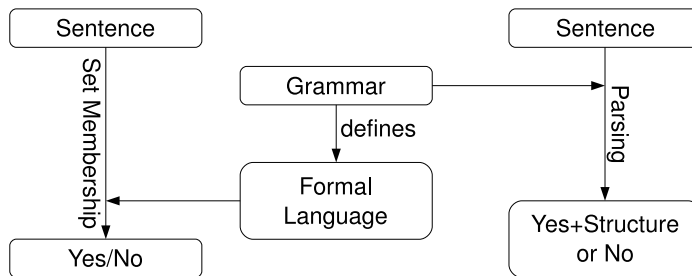 Sentence
Sentence
Set Membership
Grammar
Parsing
defines
Formal
Language
Yes/No
Yes+Structure
or No